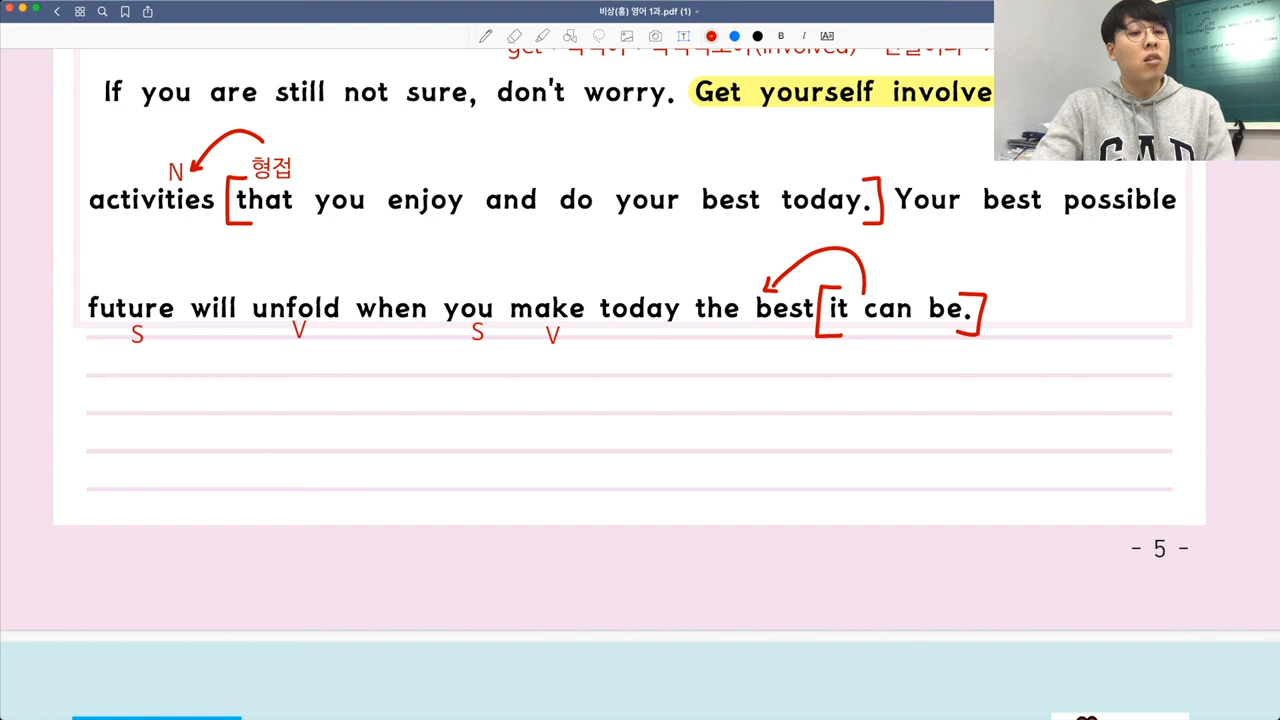 비상(홍) 영어 1과.pdf (1)
B I
If you are still not sure, don't worry. Get yourself involve
N
형접
activities [that you enjoy and do your best today.] Your best possible
future will unfold when you make today the best [it can be.]
S V S V
- 5 -